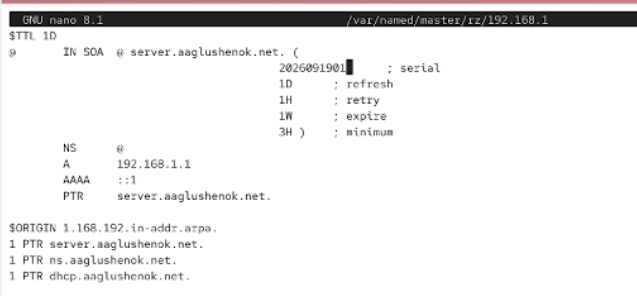 GNU nano 8.1 /var/named/master/rz/192.168.1
$TTL 1D
@ IN SOA @ server.aaglushenok.net. (
2026091901 ; serial
1D ; refresh
1H ; retry
1W ; expire
3H ) ; minimum
NS @
A 192.168.1.1
AAAA ::1
PTR server.aaglushenok.net.
$ORIGIN 1.168.192.in-addr.arpa.
1 PTR server.aaglushenok.net.
1 PTR ns.aaglushenok.net.
1 PTR dhcp.aaglushenok.net.